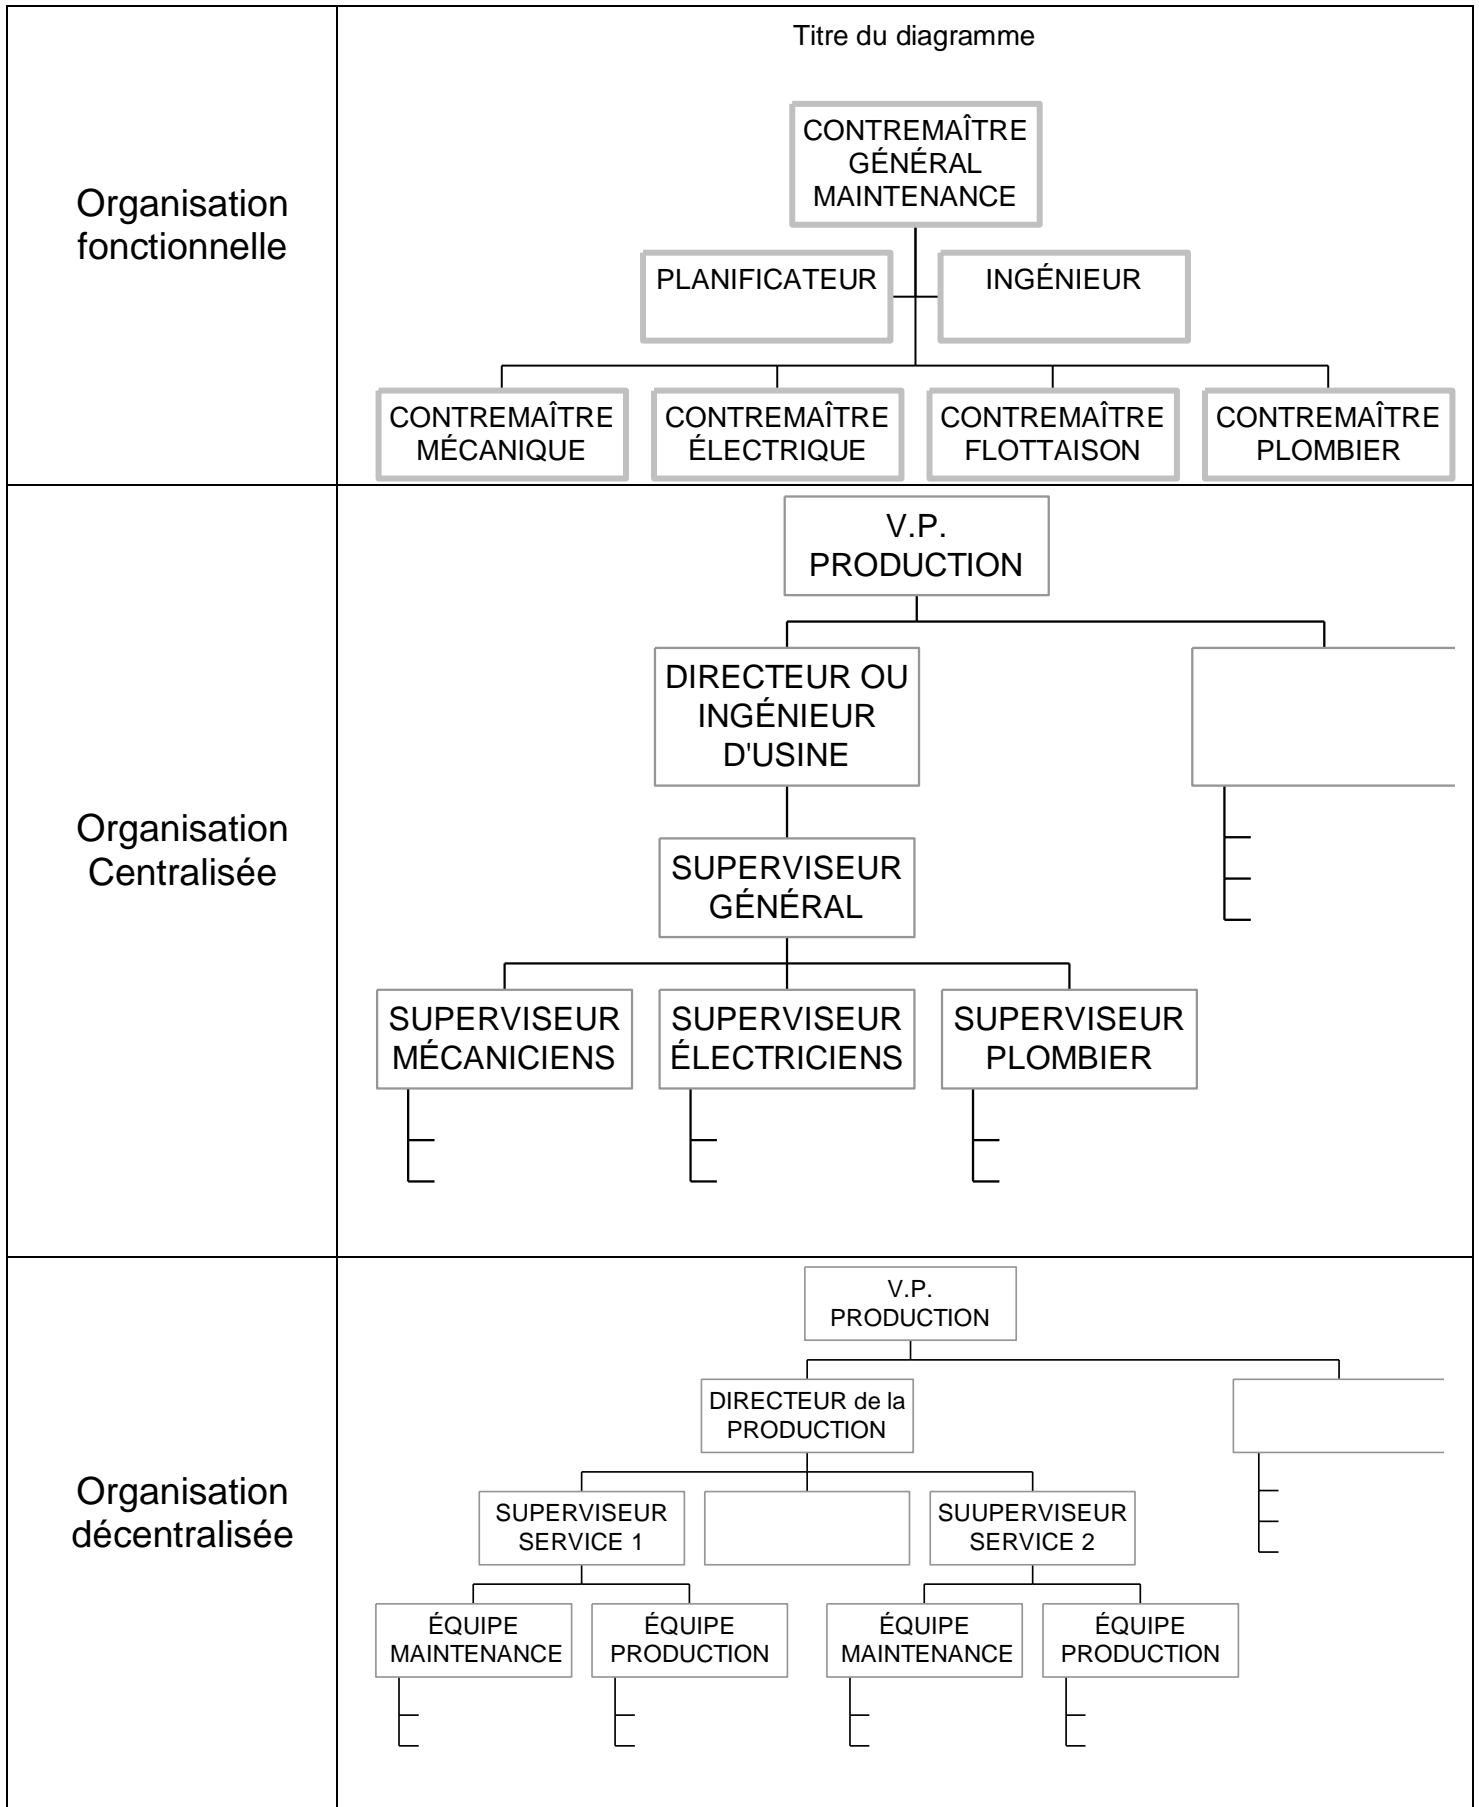 Titre du diagramme
Organisation
fonctionnelle
CONTREMAÎTRE
GÉNÉRAL
MAINTENANCE
PLANIFICATEUR
INGÉNIEUR
CONTREMAÎTRE
MÉCANIQUE
CONTREMAÎTRE
ÉLECTRIQUE
CONTREMAÎTRE
FLOTTAISON
CONTREMAÎTRE
PLOMBIER
Organisation
Centralisée
V.P.
PRODUCTION
DIRECTEUR OU
INGÉNIEUR
D'USINE
SUPERVISEUR
GÉNÉRAL
SUPERVISEUR
MÉCANICIENS
SUPERVISEUR
ÉLECTRICIENS
SUPERVISEUR
PLOMBIER
Organisation
décentralisée
V.P.
PRODUCTION
DIRECTEUR de la
PRODUCTION
SUPERVISEUR
SERVICE 1
SUUPERVISEUR
SERVICE 2
ÉQUIPE
MAINTENANCE
ÉQUIPE
PRODUCTION
ÉQUIPE
MAINTENANCE
ÉQUIPE
PRODUCTION